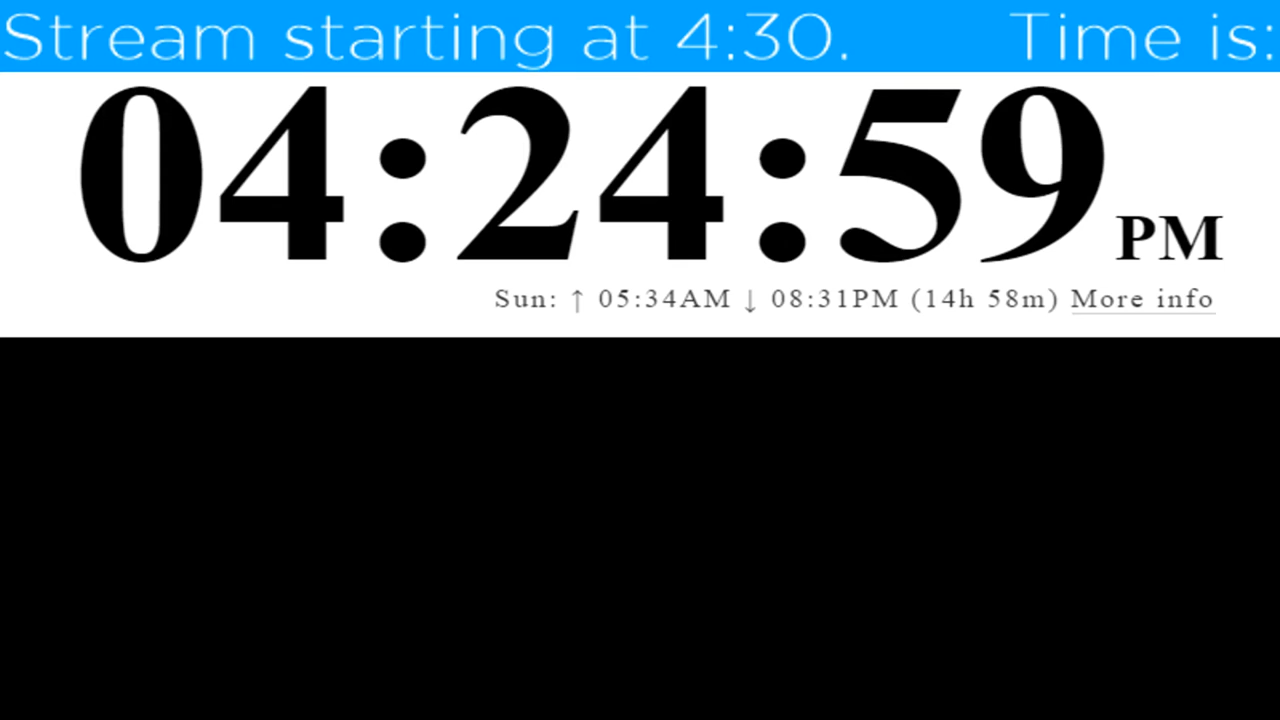 Stream starting at 4:30. Time is:
04:24:59 PM
Sun: ↑ 05:34AM ↓ 08:31PM (14h 58m) More info